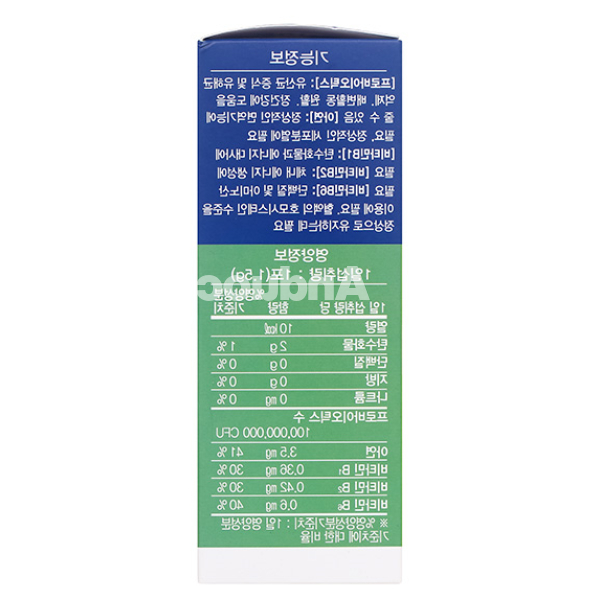 기능정보
[프로바이오틱스]: 유산균 증식 및 유해균
억제, 배변활동 원활, 장건강에 도움을
줄 수 있음 [아연]: 정상적인 면역기능에
필요, 정상적인 세포분열에 필요
[비타민B1]: 탄수화물과 에너지 대사에
필요 [비타민B2]: 체내 에너지 생성에
필요 [비타민B6]: 단백질 및 아미노산
이용에 필요, 혈액의 호모시스테인 수준을
정상으로 유지하는데 필요
영양정보
1일섭취량 : 1포(1.5g)
Anduoc
1일 섭취량 당 함량 %영양성분 기준치
열량 10 kcal
탄수화물 2 g 1 %
단백질 0 g 0 %
지방 0 g 0 %
나트륨 0 mg 0 %
프로바이오틱스 수
100,000,000,000 CFU
아연 3.5 mg 41 %
비타민 B1 0.36 mg 30 %
비타민 B2 0.42 mg 30 %
비타민 B6 0.6 mg 40 %
※ %영양성분기준치 : 1일 영양성분
기준치에 대한 비율